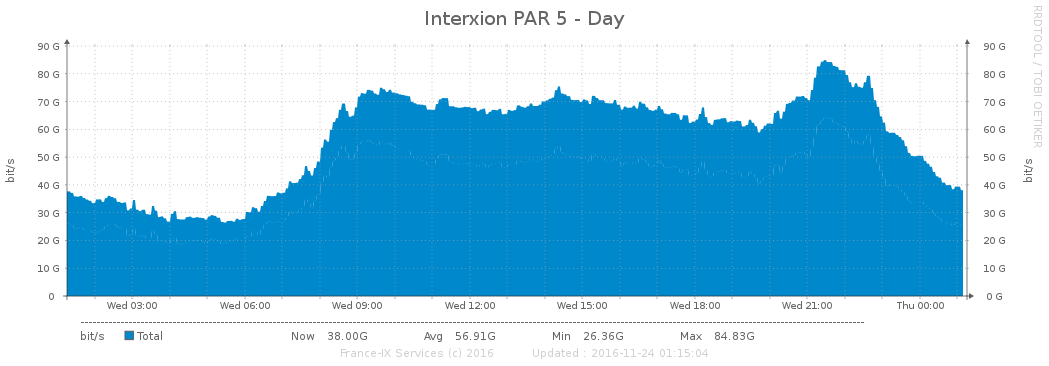 Interxion PAR 5 - Day
RRDTOOL / TOBI OETIKER
90 G 90 G
80 G 80 G
70 G 70 G
60 G 60 G
50 G 50 G
40 G 40 G
30 G 30 G
20 G 20 G
10 G 10 G
0 0 G
bit/s bit/s
Wed 03:00 Wed 06:00 Wed 09:00 Wed 12:00 Wed 15:00 Wed 18:00 Wed 21:00 Thu 00:00
bit/s Total Now 38.00G Avg 56.91G Min 26.36G Max 84.83G
France-IX Services (c) 2016 Updated : 2016-11-24 01:15:04